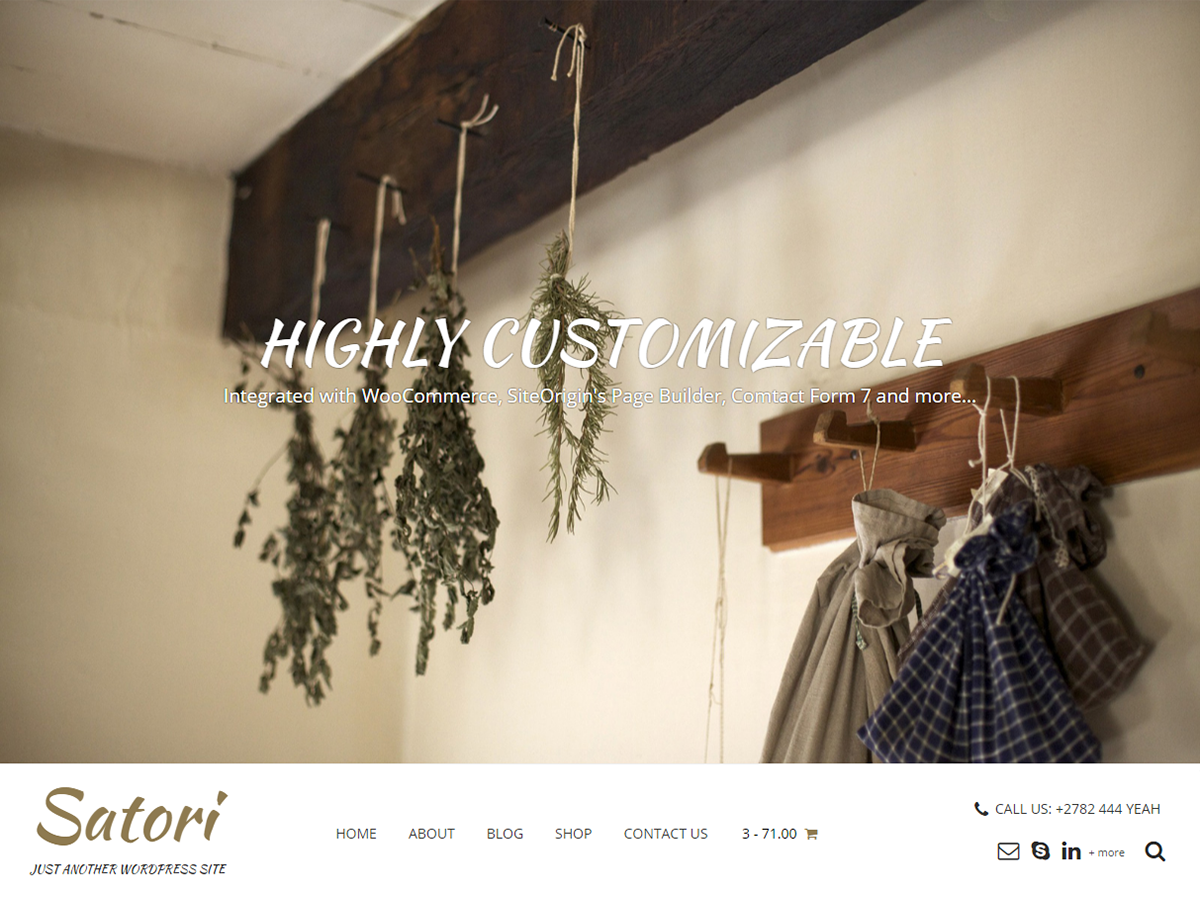 HIGHLY CUSTOMIZABLE
Integrated with WooCommerce, SiteOrigin's Page Builder, Comtact Form 7 and more...
Satori
JUST ANOTHER WORDPRESS SITE
HOME ABOUT BLOG SHOP CONTACT US 3 - 71.00
CALL US: +2782 444 YEAH
+ more